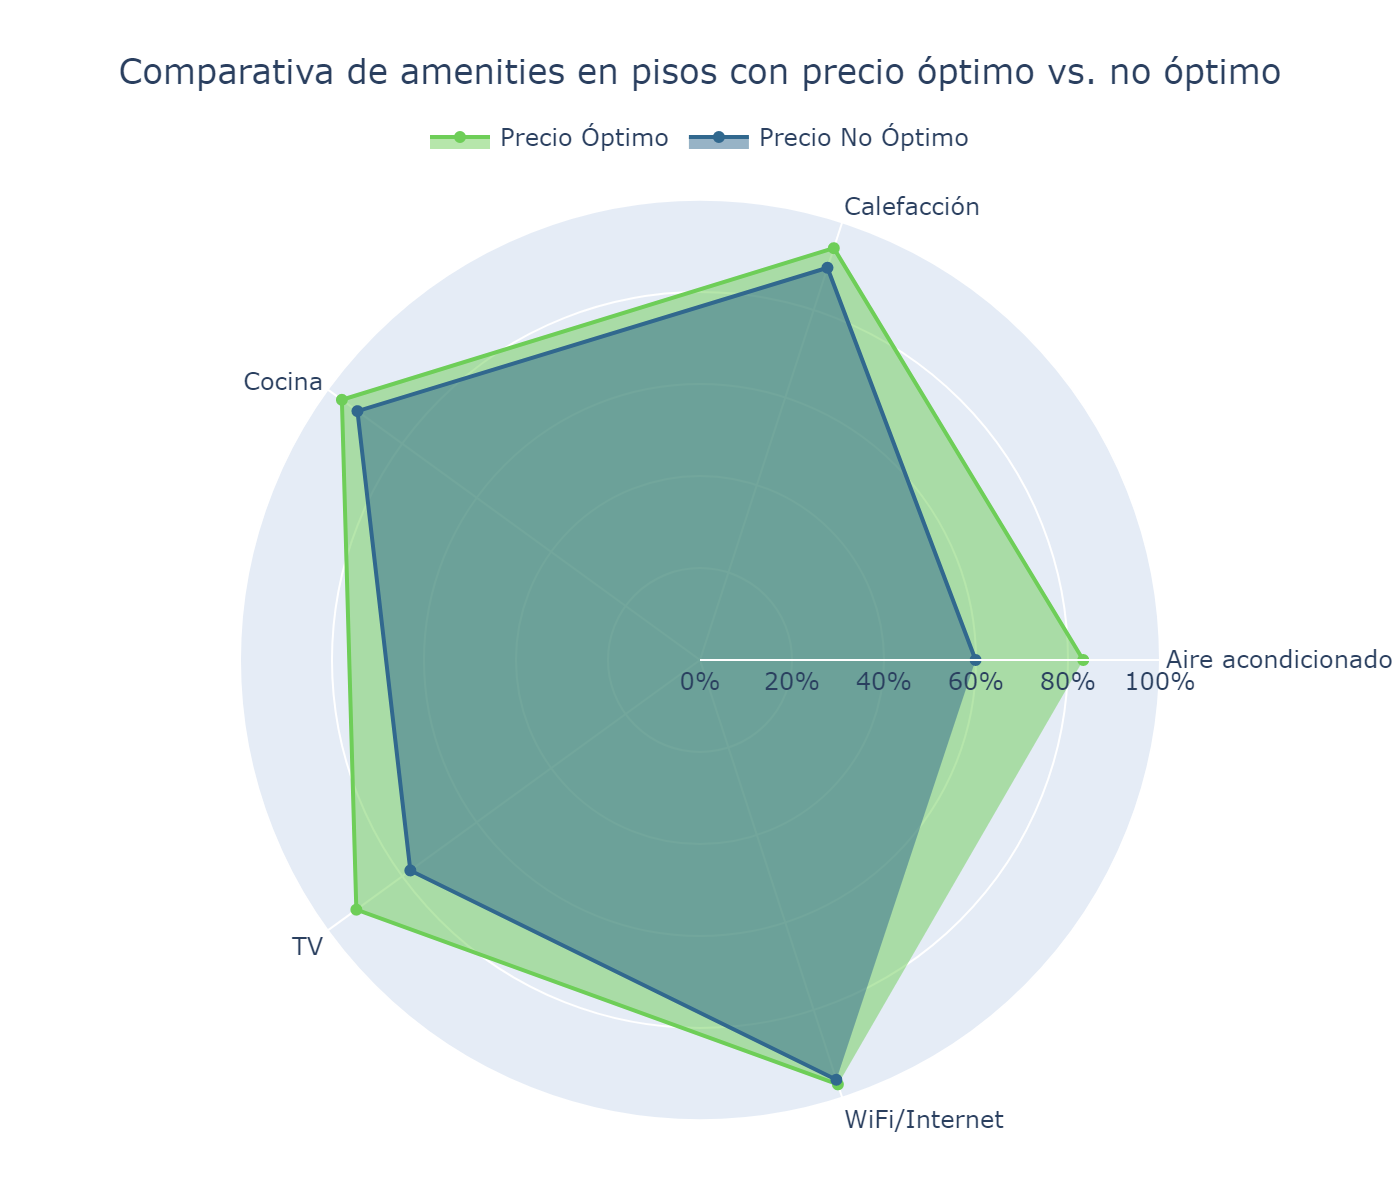 Comparativa de amenities en pisos con precio óptimo vs. no óptimo
Precio Óptimo
Precio No Óptimo
Calefacción
Cocina
Aire acondicionado
0%
20%
40%
60%
80%
100%
TV
WiFi/Internet